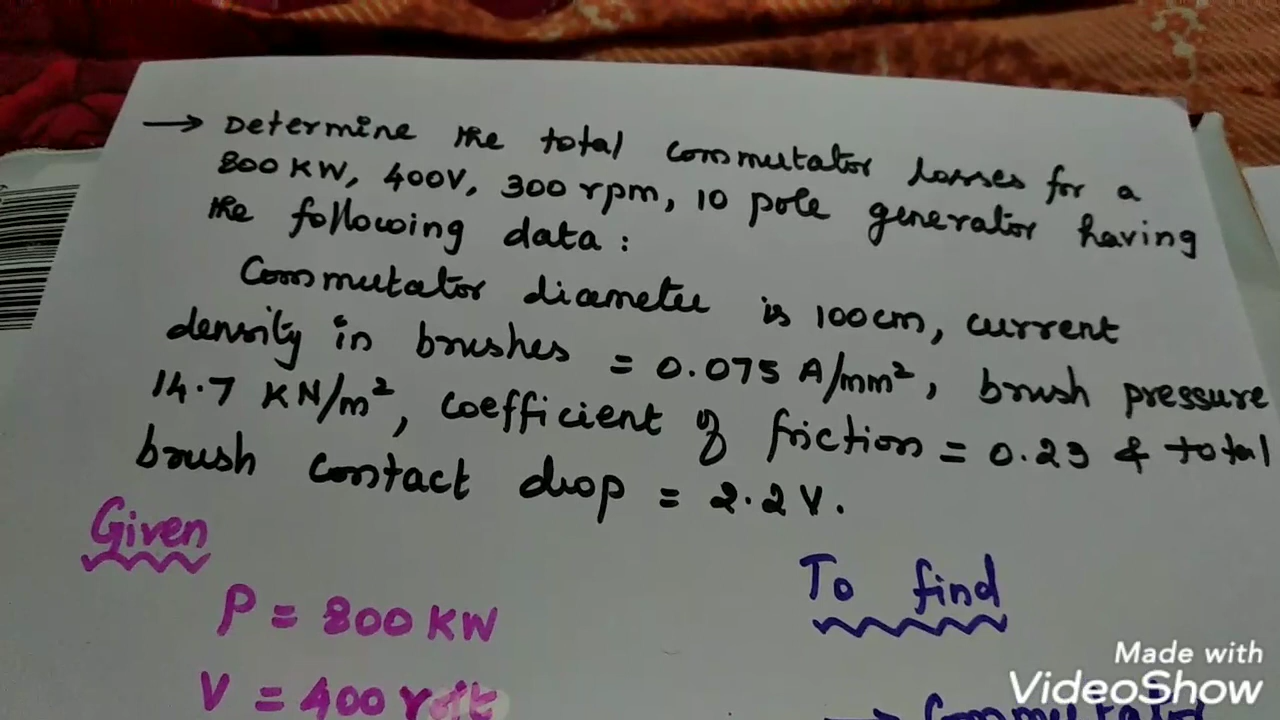 → Determine the total commutator losses for a
800 KW, 400V, 300 rpm, 10 pole generator having
the following data :
Commutator diameter is 100cm, current
density in brushes = 0.075 A/mm², brush pressure
14.7 KN/m², coefficient of friction = 0.23 & total
brush contact drop = 2.2 V.
Given
P = 800 KW
V = 400 volt
To find
→ Commutator
Made with
VideoShow